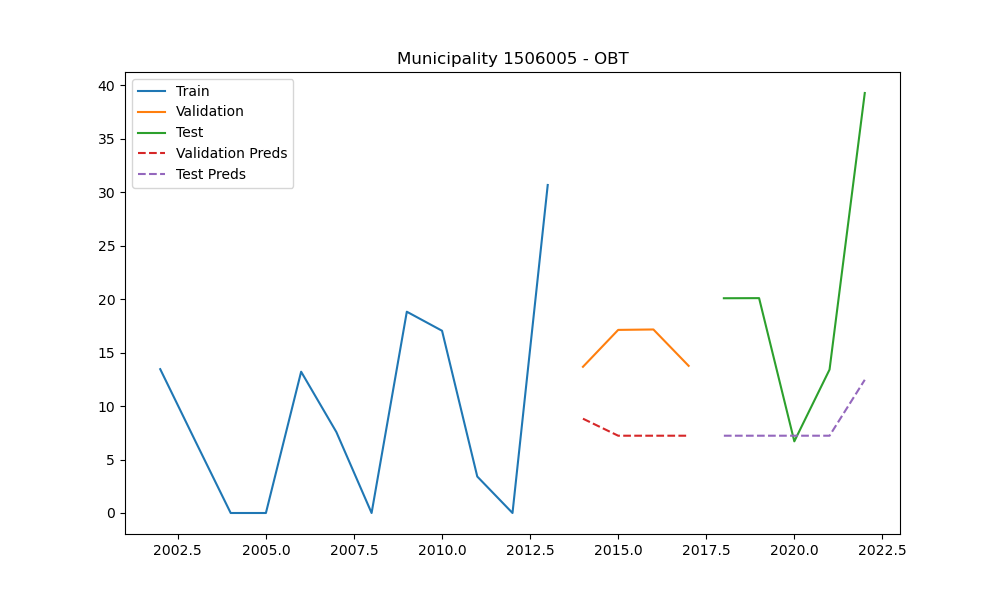 Municipality 1506005 - OBT
Train
Validation
Test
Validation Preds
Test Preds
40
35
30
25
20
15
10
5
0
2002.5 2005.0 2007.5 2010.0 2012.5 2015.0 2017.5 2020.0 2022.5